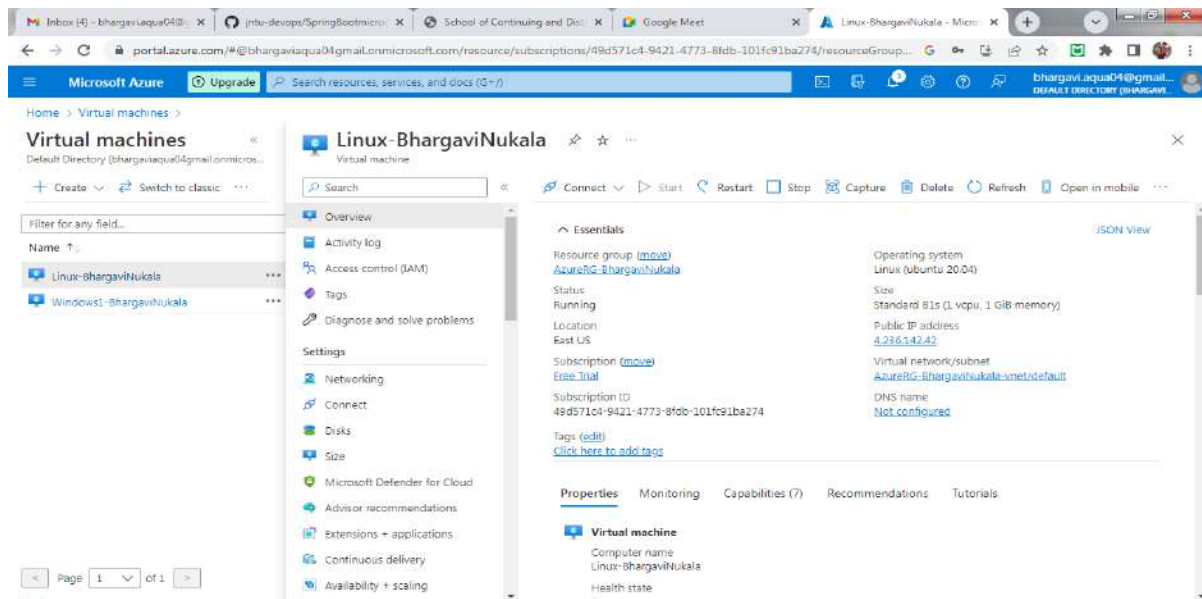 Inbox (4) - bhargavi.aqua04@
jntu-devops/SpringBootmicro
School of Continuing and Dist
Google Meet
Linux-BhargaviNukala - Micro
portal.azure.com/#@bhargaviaqua04gmail.onmicrosoft.com/resource/subscriptions/49d571c4-9421-4773-8fdb-101fc91ba274/resourceGroup...
Microsoft Azure
Upgrade
Search resources, services, and docs (G+/)
3
bhargavi.aqua04@gmail...
DEFAULT DIRECTORY (BHARGAVI...
Home > Virtual machines >
Virtual machines
Default Directory (bhargaviaqua04gmail.onmicros...
+ Create
Switch to classic ...
Filter for any field...
Name ↑
Linux-BhargaviNukala ...
Windows1-BhargaviNukala ...
< Page 1 of 1 >
Linux-BhargaviNukala ...
Virtual machine
Search
Overview
Activity log
Access control (IAM)
Tags
Diagnose and solve problems
Settings
Networking
Connect
Disks
Size
Microsoft Defender for Cloud
Advisor recommendations
Extensions + applications
Continuous delivery
Availability + scaling
Connect
Start
Restart
Stop
Capture
Delete
Refresh
Open in mobile ...
Essentials
JSON View
Resource group (move)
AzureRG-BhargaviNukala
Status
Running
Location
East US
Subscription (move)
Free Trial
Subscription ID
49d571c4-9421-4773-8fdb-101fc91ba274
Tags (edit)
Click here to add tags
Operating system
Linux (ubuntu 20.04)
Size
Standard B1s (1 vcpu, 1 GiB memory)
Public IP address
4.236.142.42
Virtual network/subnet
AzureRG-BhargaviNukala-vnet/default
DNS name
Not configured
Properties
Monitoring
Capabilities (7)
Recommendations
Tutorials
Virtual machine
Computer name
Linux-BhargaviNukala
Health state